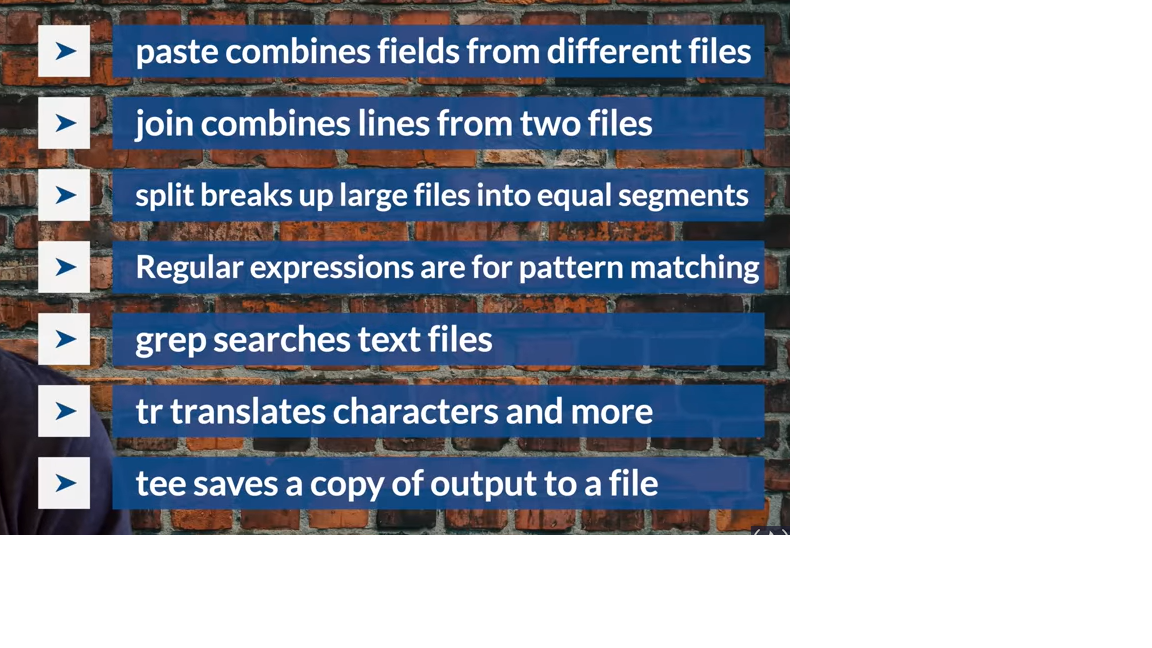 paste combines fields from different files
join combines lines from two files
split breaks up large files into equal segments
Regular expressions are for pattern matching
grep searches text files
tr translates characters and more
tee saves a copy of output to a file